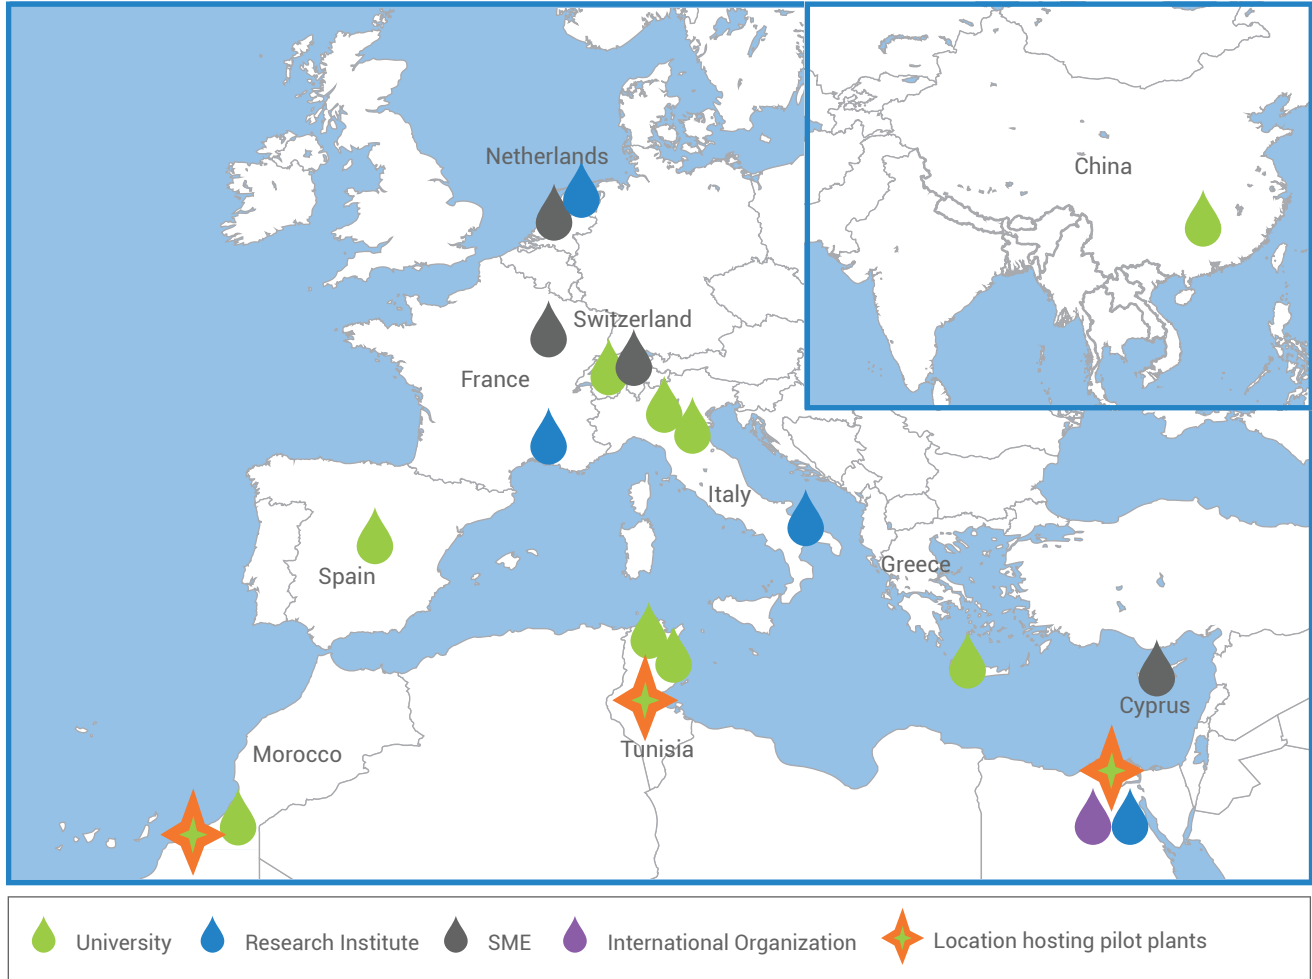 Netherlands
China
Switzerland
France
Italy
Greece
Spain
Cyprus
Tunisia
Morocco
University
Research Institute
SME
International Organization
Location hosting pilot plants